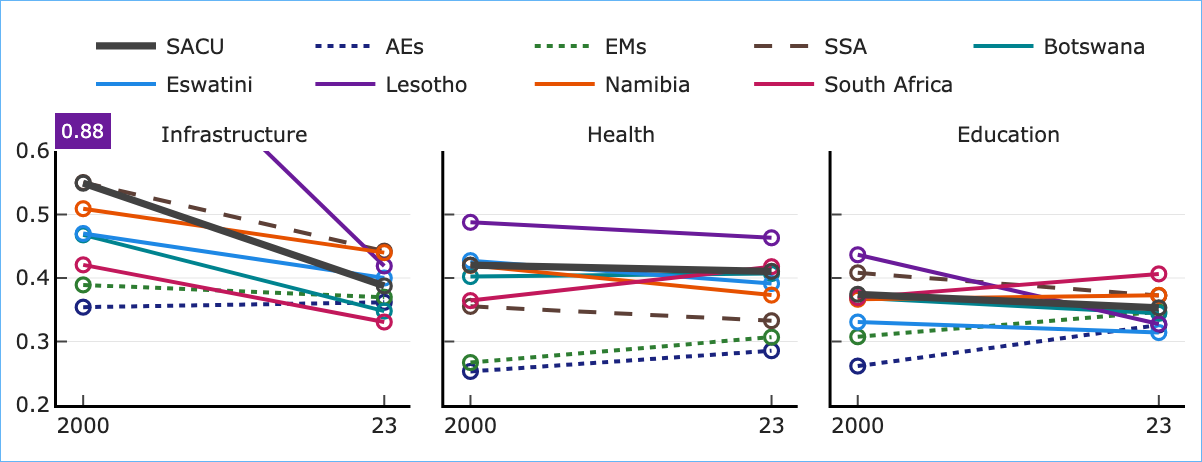 SACU AEs EMs SSA Botswana
Eswatini Lesotho Namibia South Africa
0.88 Infrastructure Health Education
0.6
0.5
0.4
0.3
0.2
2000 23 2000 23 2000 23